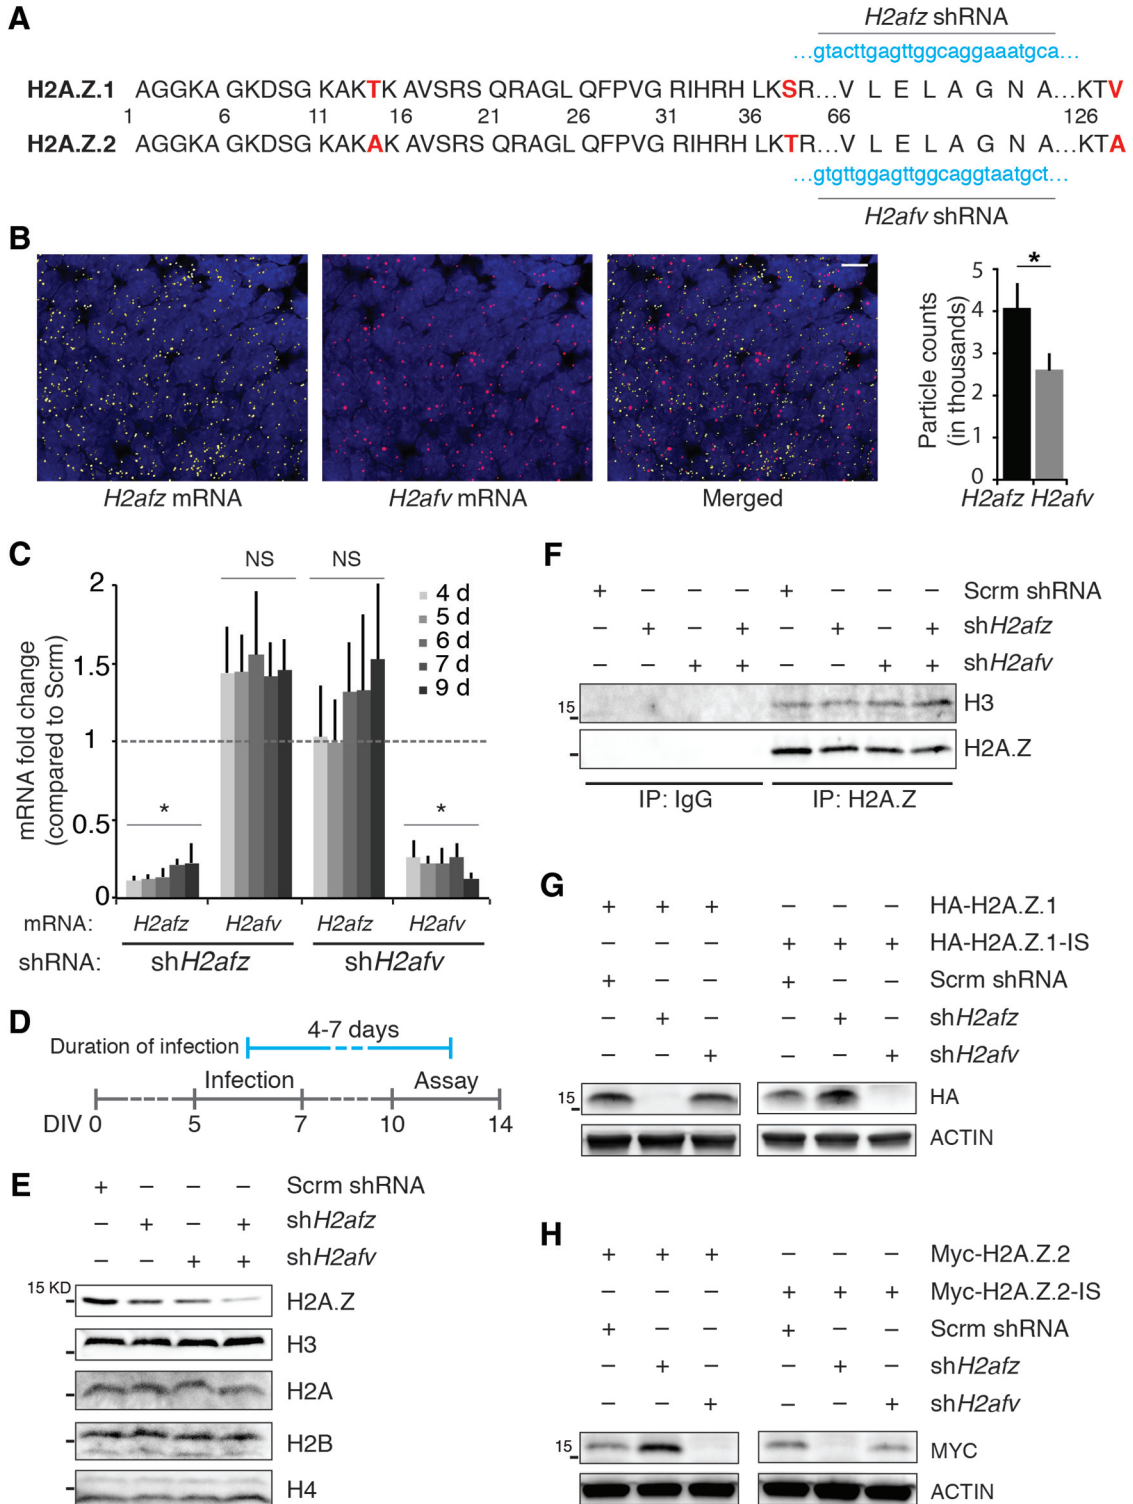 A
H2afz shRNA
…gtacttgagttggcaggaaatgca…
H2A.Z.1 AGGKA GKDSG KAKTK AVSRS QRAGL QFPVG RIHRH LKSR…V L E L A G N A…KTV
1 6 11 16 21 26 31 36 66 126
H2A.Z.2 AGGKA GKDSG KAKAK AVSRS QRAGL QFPVG RIHRH LKTR…V L E L A G N A…KTA
…gtgttggagttggcaggtaatgct…
H2afv shRNA
B
H2afz mRNA
H2afv mRNA
Merged
Particle counts
(in thousands)
5
4
3
2
1
0
*
H2afz H2afv
C
mRNA fold change
(compared to Scrm)
2
1.5
1
0.5
0
* NS NS *
4 d
5 d
6 d
7 d
9 d
mRNA: H2afz H2afv H2afz H2afv
shRNA: shH2afz shH2afv
D
4-7 days
Duration of infection
Infection Assay
DIV 0 5 7 10 14
E
+ − − − Scrm shRNA
− + − + shH2afz
− − + + shH2afv
15 KD
H2A.Z
H3
H2A
H2B
H4
F
+ − − − + − − − Scrm shRNA
− + − + − + − + shH2afz
− − + + − − + + shH2afv
15
H3
H2A.Z
IP: IgG IP: H2A.Z
G
+ + + − − − HA-H2A.Z.1
− − − + + + HA-H2A.Z.1-IS
+ − − + − − Scrm shRNA
− + − − + − shH2afz
− − + − − + shH2afv
15
HA
ACTIN
H
+ + + − − − Myc-H2A.Z.2
− − − + + + Myc-H2A.Z.2-IS
+ − − + − − Scrm shRNA
− + − − + − shH2afz
− − + − − + shH2afv
15
MYC
ACTIN